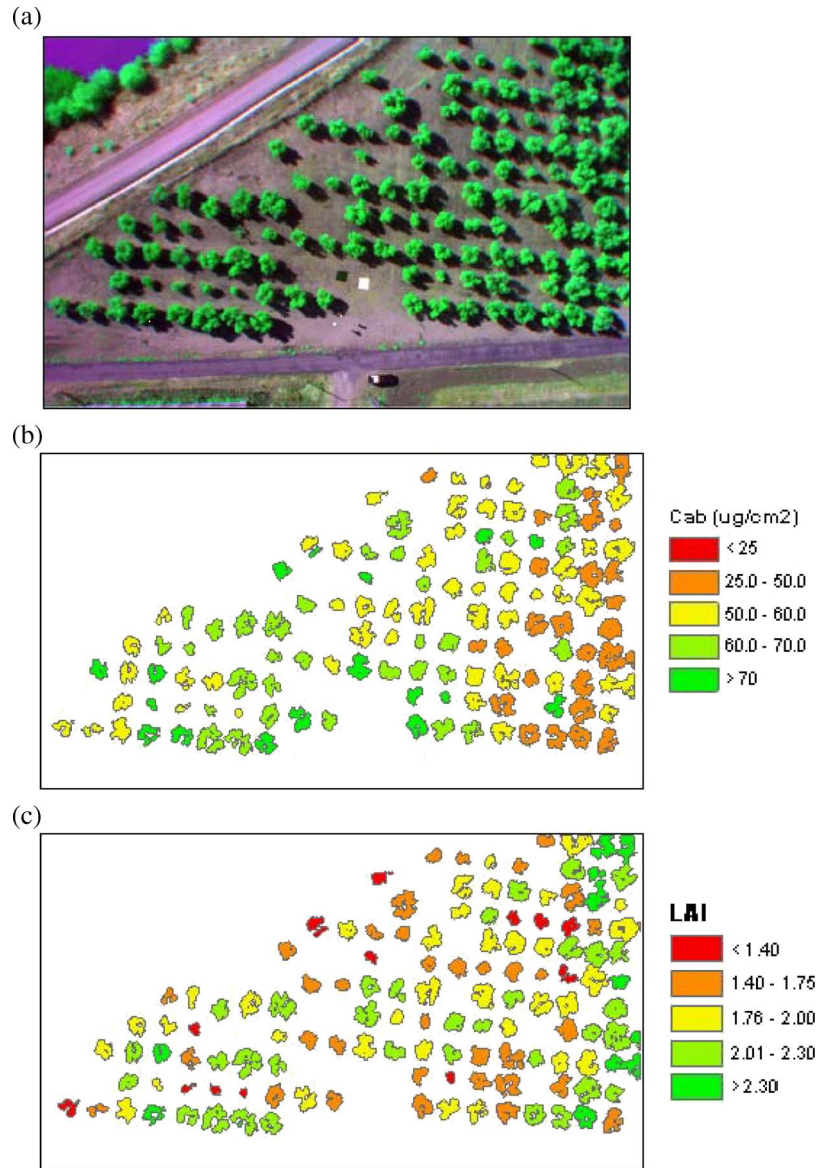 (a)
(b)
Cab (ug/cm2)
< 25
25.0 - 50.0
50.0 - 60.0
60.0 - 70.0
> 70
(c)
LAI
< 1.40
1.40 - 1.75
1.76 - 2.00
2.01 - 2.30
> 2.30